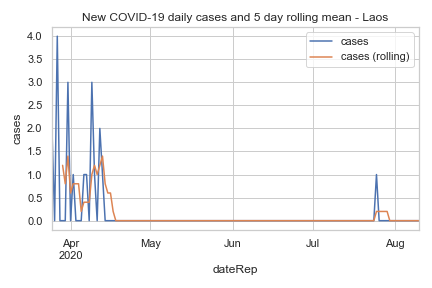 New COVID-19 daily cases and 5 day rolling mean - Laos
cases
cases (rolling)
4.0
3.5
3.0
2.5
2.0
1.5
1.0
0.5
0.0
cases
Apr
2020
May
Jun
Jul
Aug
dateRep